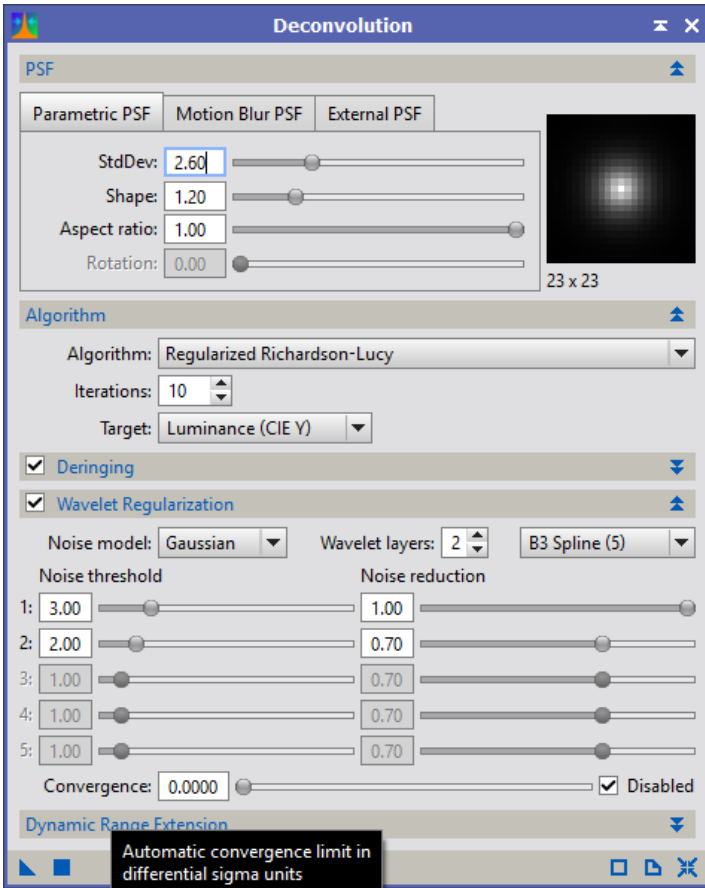 Deconvolution
PSF
Parametric PSF Motion Blur PSF External PSF
StdDev: 2.60
Shape: 1.20
Aspect ratio: 1.00
Rotation: 0.00
23 x 23
Algorithm
Algorithm: Regularized Richardson-Lucy
Iterations: 10
Target: Luminance (CIE Y)
Deringing
Wavelet Regularization
Noise model: Gaussian Wavelet layers: 2 B3 Spline (5)
Noise threshold Noise reduction
1: 3.00 1.00
2: 2.00 0.70
3: 1.00 0.70
4: 1.00 0.70
5: 1.00 0.70
Convergence: 0.0000 Disabled
Dynamic Range Extension
Automatic convergence limit in
differential sigma units